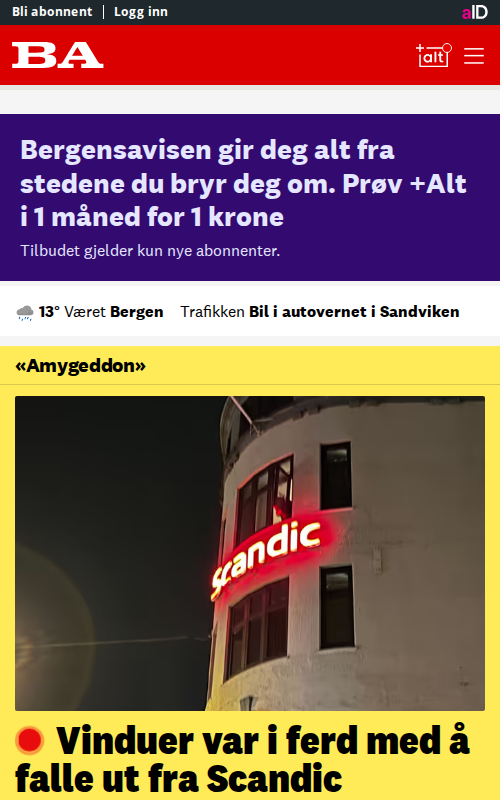 Bli abonnent | Logg inn
aID
BA
+alt
Bergensavisen gir deg alt fra
stedene du bryr deg om. Prøv +Alt
i 1 måned for 1 krone
Tilbudet gjelder kun nye abonnenter.
13° Været Bergen Trafikken Bil i autovernet i Sandviken
«Amygeddon»
Scandic
Vinduer var i ferd med å
falle ut fra Scandic